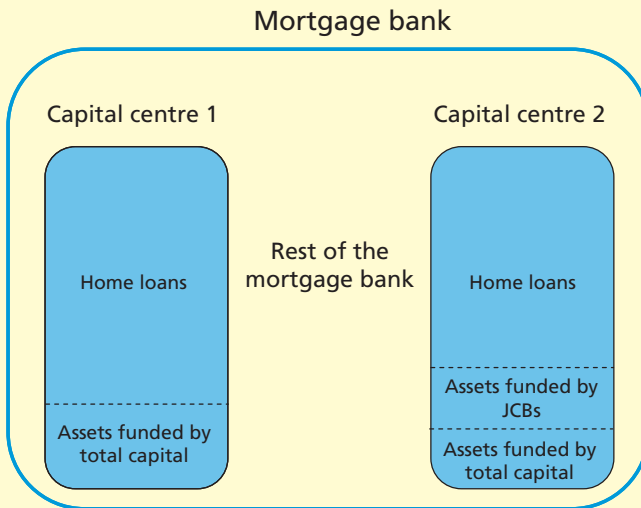 Mortgage bank
Capital centre 1
Home loans
Assets funded by
total capital
Rest of the
mortgage bank
Capital centre 2
Home loans
Assets funded by
JCBs
Assets funded by
total capital